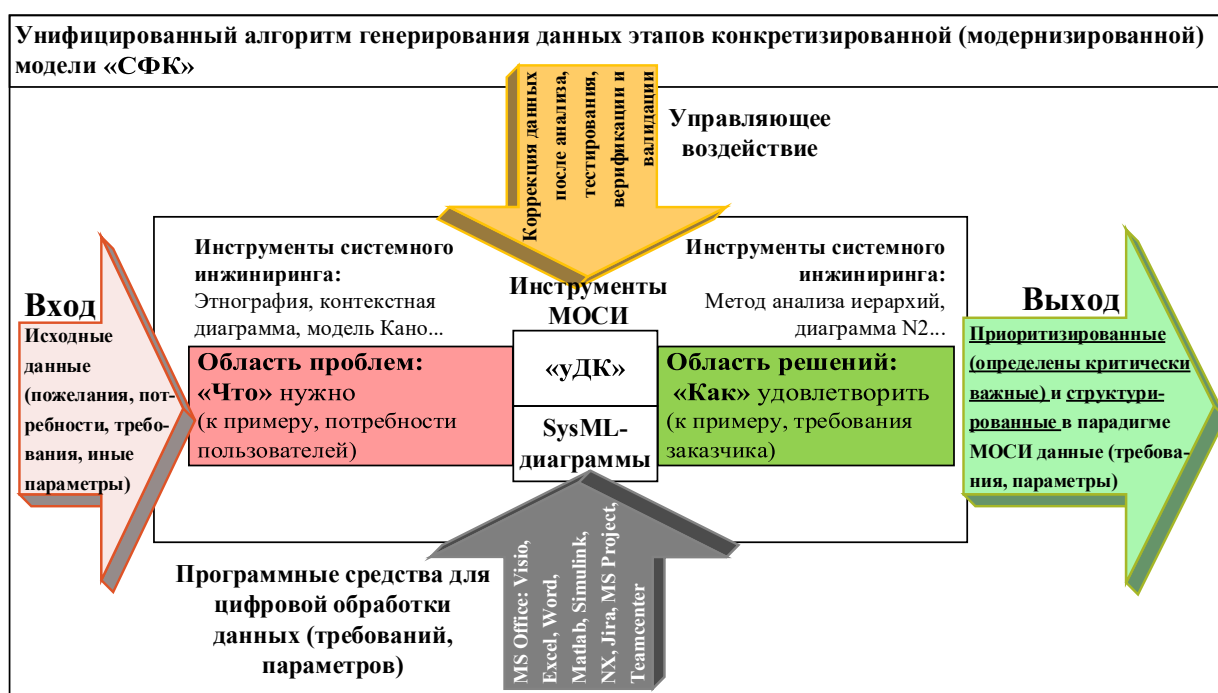 Унифицированный алгоритм генерирования данных этапов конкретизированной (модернизированной)
модели «СФК»
Коррекция данных
после анализа,
тестирования,
верификации и
валидации
Управляющее
воздействие
Вход
Исходные
данные
(пожелания, пот-
ребности, требо-
вания, иные
параметры)
Инструменты системного
инжиниринга:
Этнография, контекстная
диаграмма, модель Кано...
Область проблем:
«Что» нужно
(к примеру, потребности
пользователей)
Инструменты
МОСИ
«уДК»
SysML-
диаграммы
Инструменты системного
инжиниринга:
Метод анализа иерархий,
диаграмма N2...
Область решений:
«Как» удовлетворить
(к примеру, требования
заказчика)
Выход
Приоритизированные
(определены критически
важные) и структури-
рованные в парадигме
МОСИ данные (требова-
ния, параметры)
Программные средства для
цифровой обработки
данных (требований,
параметров)
MS Office: Visio,
Excel, Word,
Matlab, Simulink,
NX, Jira, MS Project,
Teamcenter